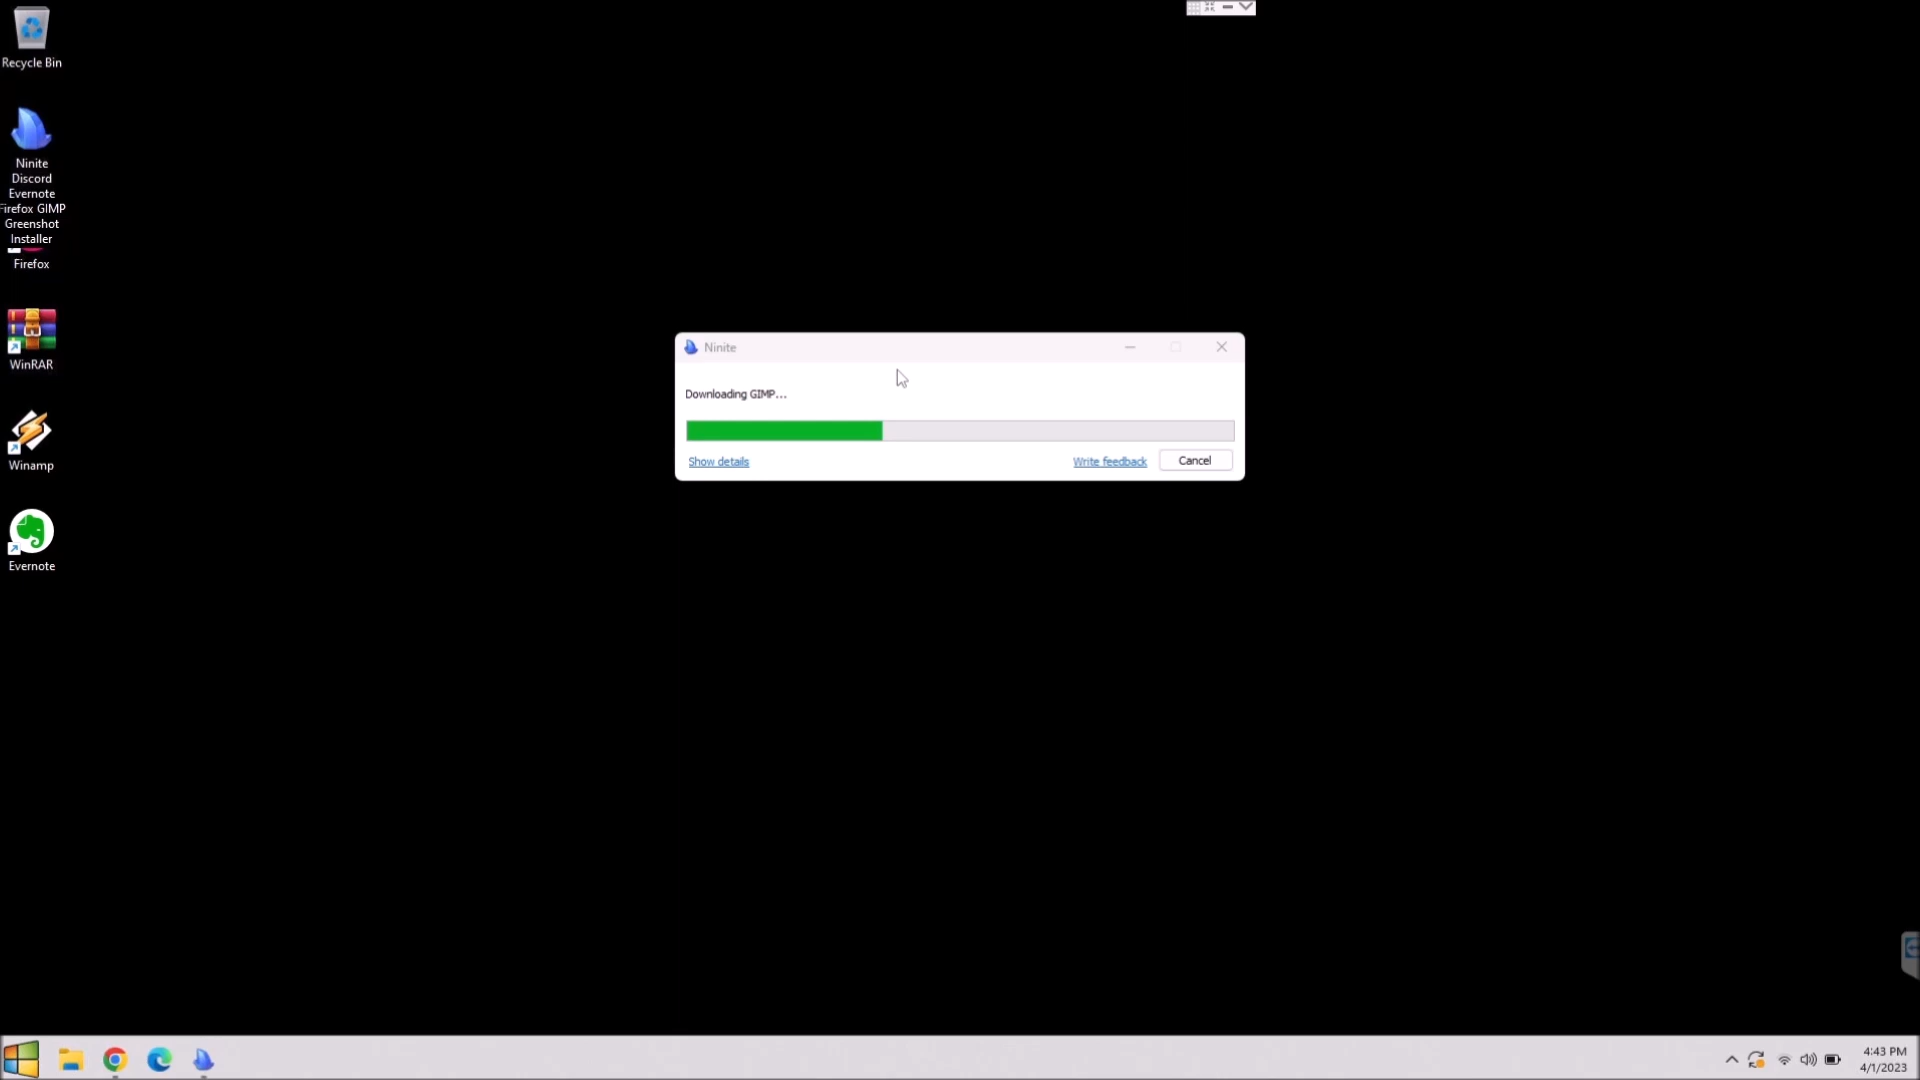 Recycle Bin
Ninite
Discord
Evernote
Firefox GIMP
Greenshot
Installer
Firefox
WinRAR
Winamp
Evernote
Ninite
Downloading GIMP...
Show details
Write feedback
Cancel
4:43 PM
4/1/2023